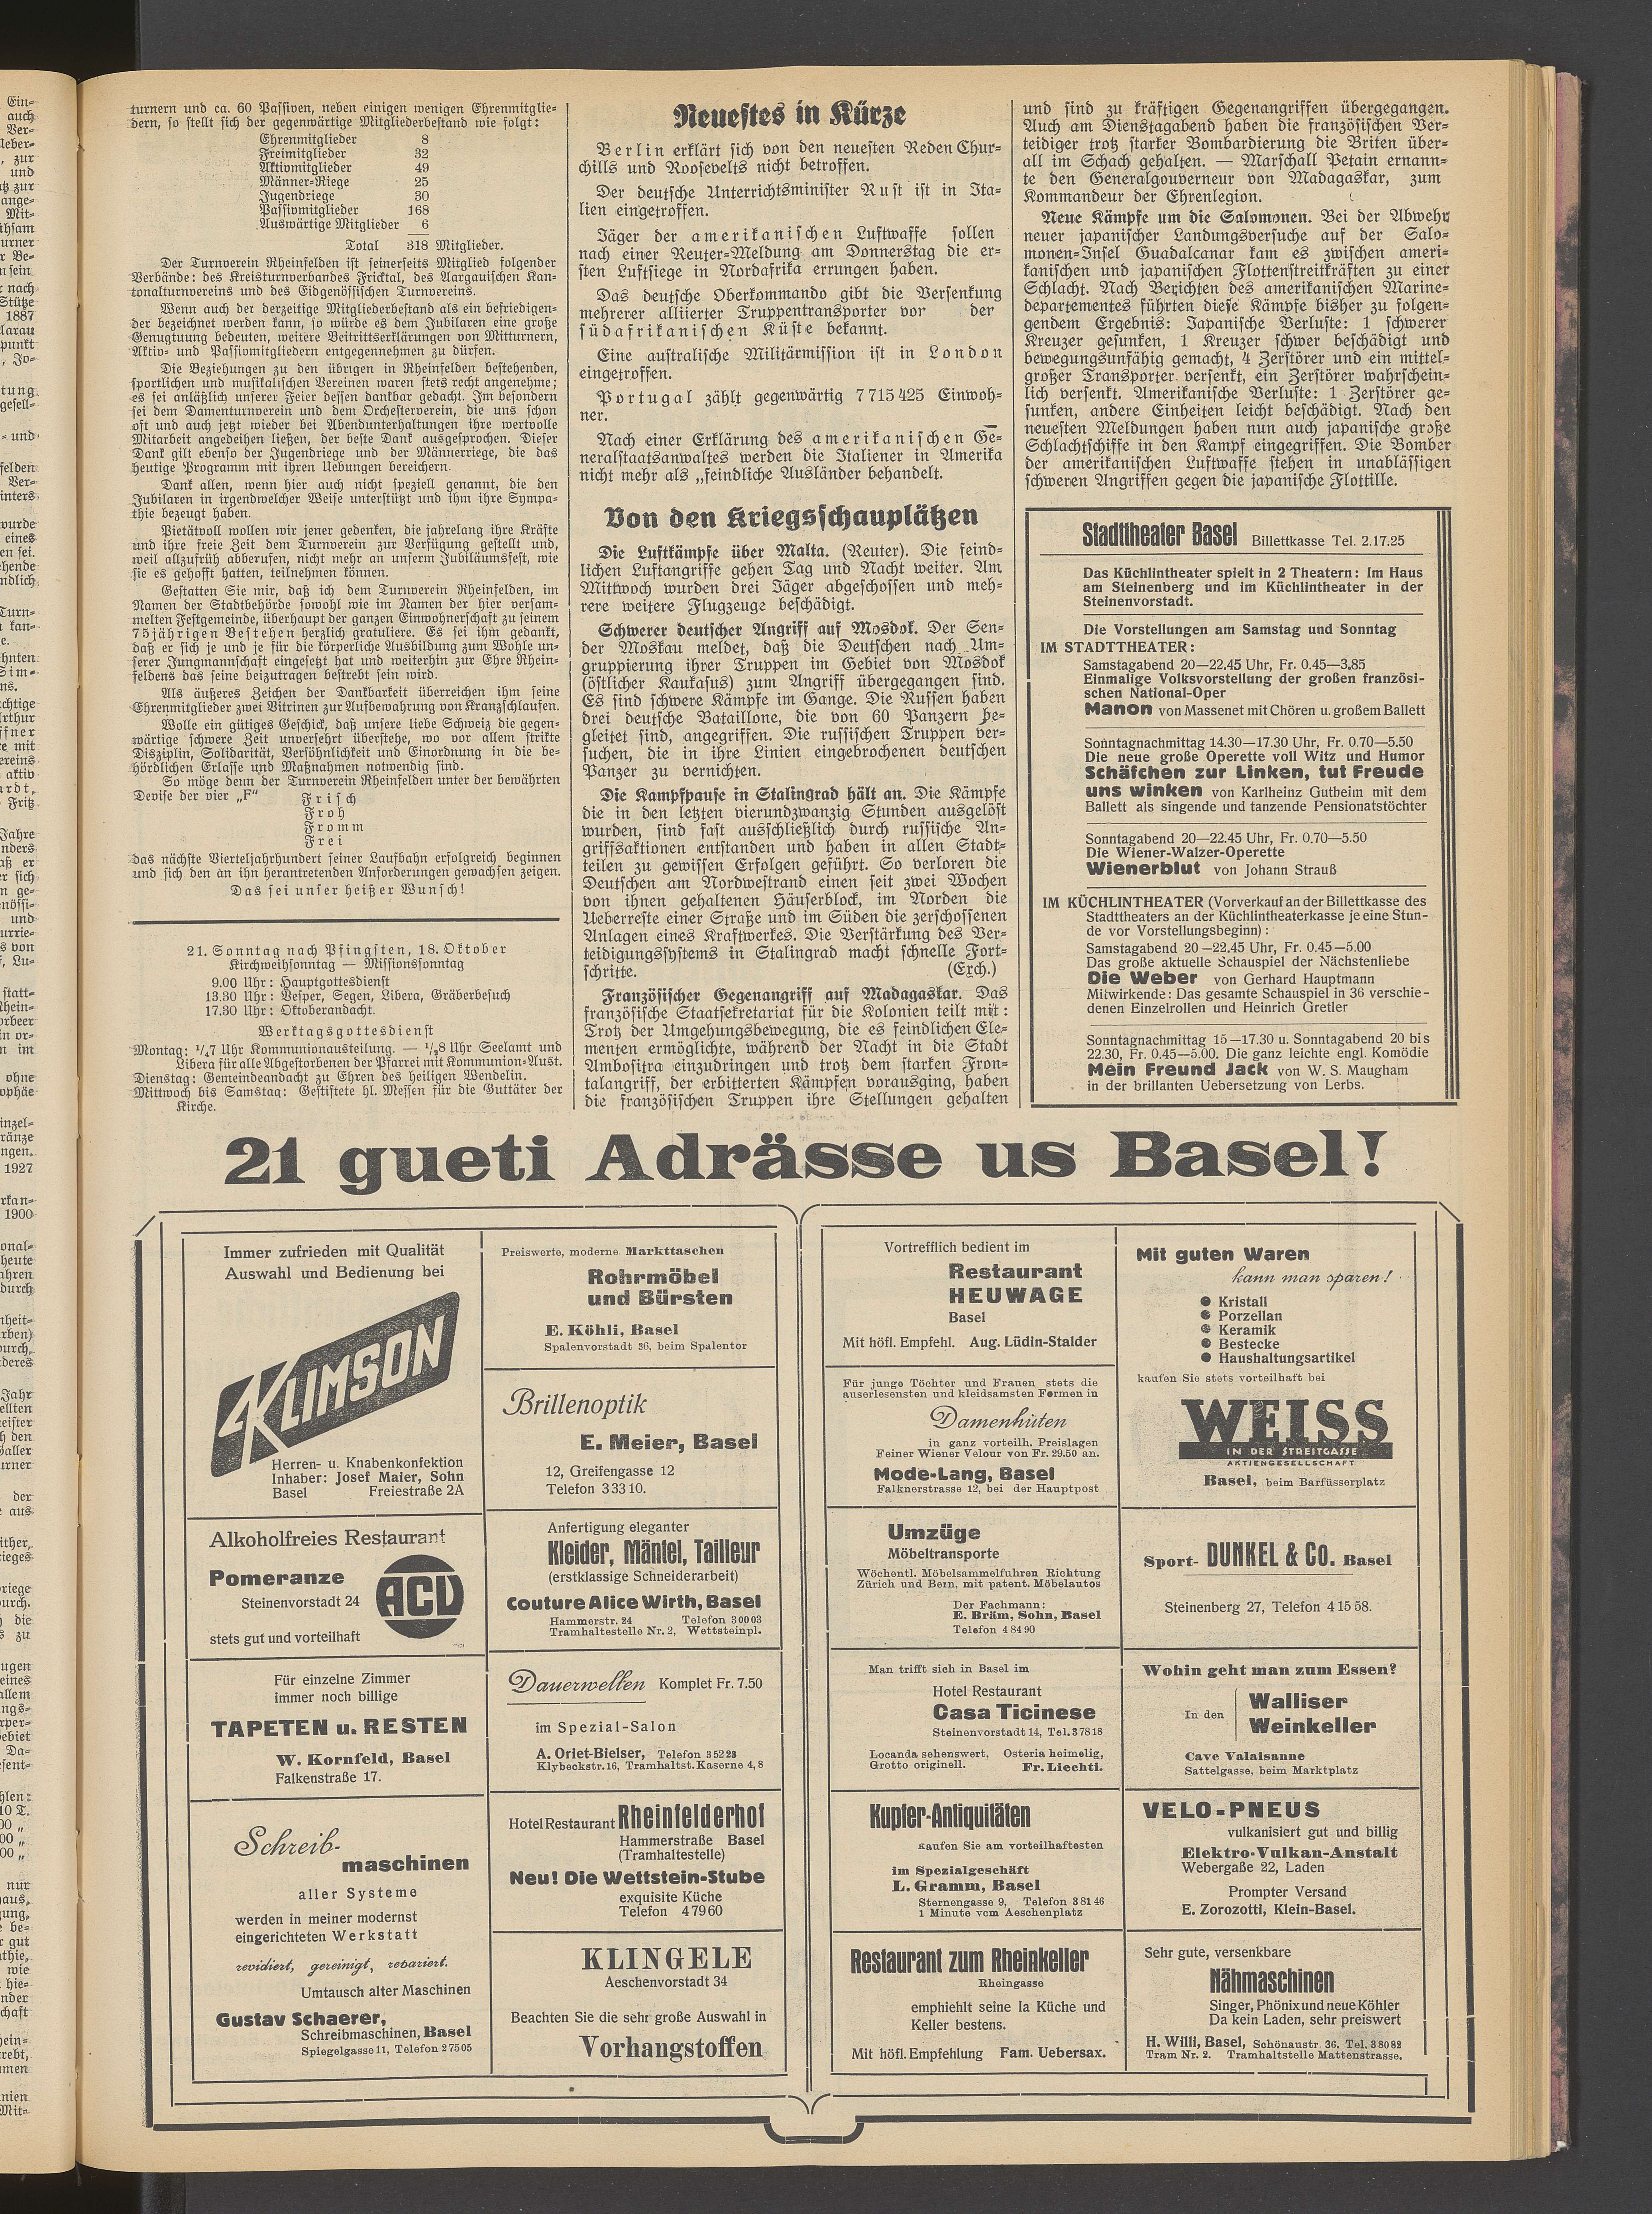 turnern und ca. 60 Passiven, neben einigen wenigen Ehrenmitglie-
dern, so stellt sich der gegenwärtige Mitgliederbestand wie folgt:
Ehrenmitglieder 8
Freimitglieder 32
Aktivmitglieder 49
Männer-Riege 25
Jugendriege 30
Passivmitglieder 168
Auswärtige Mitglieder 6
Total 318 Mitglieder.
Der Turnverein Rheinfelden ist seinerseits Mitglied folgender
Verbände: des Kreisturnverbandes Fricktal, des Aargauischen Kan-
tonalturnvereins und des Eidgenössischen Turnvereins.
Wenn auch der derzeitige Mitgliederbestand als ein befriedigen-
der bezeichnet werden kann, so würde es dem Jubilaren eine große
Genugtuung bedeuten, weitere Beitrittserklärungen von Mitturnern,
Aktiv- und Passivmitgliedern entgegennehmen zu dürfen.
Die Beziehungen zu den übrigen in Rheinfelden bestehenden,
sportlichen und musikalischen Vereinen waren stets recht angenehme;
es sei anläßlich unserer Feier dessen dankbar gedacht. Im besondern
sei dem Damenturnverein und dem Orchesterverein, die uns schon
oft und auch jetzt wieder bei Abendunterhaltungen ihre wertvolle
Mitarbeit angedeihen ließen, der beste Dank ausgesprochen. Dieser
Dank gilt ebenso der Jugendriege und der Männerriege, die das
heutige Programm mit ihren Uebungen bereichern.
Dank allen, wenn hier auch nicht speziell genannt, die den
Jubilaren in irgendwelcher Weise unterstützt und ihm ihre Sympa-
thie bezeugt haben.
Pietätvoll wollen wir jener gedenken, die jahrelang ihre Kräfte
und ihre freie Zeit dem Turnverein zur Verfügung gestellt und,
weil allzufrüh abberufen, nicht mehr an unserm Jubiläumsfest, wie
sie es gehofft hatten, teilnehmen können.
Gestatten Sie mir, daß ich dem Turnverein Rheinfelden, im
Namen der Stadtbehörde sowohl wie im Namen der hier versam-
melten Festgemeinde, überhaupt der ganzen Einwohnerschaft zu seinem
75jährigen Bestehen herzlich gratuliere. Es sei ihm gedankt,
daß er sich je und je für die körperliche Ausbildung zum Wohle un-
serer Jungmannschaft eingesetzt hat und weiterhin zur Ehre Rhein-
feldens das seine beizutragen bestrebt sein wird.
Als äußeres Zeichen der Dankbarkeit überreichen ihm seine
Ehrenmitglieder zwei Vitrinen zur Aufbewahrung von Kranzschlaufen.
Wolle ein gütiges Geschick, daß unsere liebe Schweiz die gegen-
wärtige schwere Zeit unversehrt überstehe, wo vor allem strikte
Disziplin, Solidarität, Versöhnlichkeit und Einordnung in die be-
hördlichen Erlasse und Maßnahmen notwendig sind.
So möge denn der Turnverein Rheinfelden unter der bewährten
Devise der vier „F“
Frisch
Froh
Fromm
Frei
das nächste Vierteljahrhundert seiner Laufbahn erfolgreich beginnen
und sich den an ihn herantretenden Anforderungen gewachsen zeigen.
Das sei unser heißer Wunsch!
21. Sonntag nach Pfingsten, 18. Oktober
Kirchweihsonntag — Missionssonntag
9.00 Uhr: Hauptgottesdienst
13.30 Uhr: Vesper, Segen, Libera, Gräberbesuch
17.30 Uhr: Oktoberandacht.
Werktagsgottesdienst
Montag: ¼7 Uhr Kommunionausteilung. — ½8 Uhr Seelamt und
Libera für alle Abgestorbenen der Pfarrei mit Kommunion-Aust.
Dienstag: Gemeindeandacht zu Ehren des heiligen Wendelin.
Mittwoch bis Samstag: Gestiftete hl. Messen für die Guttäter der
Kirche.
Neuestes in Kürze
Berlin erklärt sich von den neuesten Reden Chur-
chills und Roosevelts nicht betroffen.
Der deutsche Unterrichtsminister Rust ist in Ita-
lien eingetroffen.
Jäger der amerikanischen Luftwaffe sollen
nach einer Reuter-Meldung am Donnerstag die er-
sten Luftsiege in Nordafrika errungen haben.
Das deutsche Oberkommando gibt die Versenkung
mehrerer alliierter Truppentransporter vor der
südafrikanischen Küste bekannt.
Eine australische Militärmission ist in London
eingetroffen.
Portugal zählt gegenwärtig 7 715 425 Einwoh-
ner.
Nach einer Erklärung des amerikanischen Ge-
neralstaatsanwaltes werden die Italiener in Amerika
nicht mehr als „feindliche Ausländer behandelt.
Von den Kriegsschauplätzen
Die Luftkämpfe über Malta. (Reuter). Die feind-
lichen Luftangriffe gehen Tag und Nacht weiter. Am
Mittwoch wurden drei Jäger abgeschossen und meh-
rere weitere Flugzeuge beschädigt.
Schwerer deutscher Angriff auf Mosdok. Der Sen-
der Moskau meldet, daß die Deutschen nach Um-
gruppierung ihrer Truppen im Gebiet von Mosdok
(östlicher Kaukasus) zum Angriff übergegangen sind.
Es sind schwere Kämpfe im Gange. Die Russen haben
drei deutsche Bataillone, die von 60 Panzern be-
gleitet sind, angegriffen. Die russischen Truppen ver-
suchen, die in ihre Linien eingebrochenen deutschen
Panzer zu vernichten.
Die Kampfpause in Stalingrad hält an. Die Kämpfe
die in den letzten vierundzwanzig Stunden ausgelöst
wurden, sind fast ausschließlich durch russische An-
griffsaktionen entstanden und haben in allen Stadt-
teilen zu gewissen Erfolgen geführt. So verloren die
Deutschen am Nordwestrand einen seit zwei Wochen
von ihnen gehaltenen Häuserblock, im Norden die
Ueberreste einer Straße und im Süden die zerschossenen
Anlagen eines Kraftwerkes. Die Verstärkung des Ver-
teidigungssystems in Stalingrad macht schnelle Fort-
schritte. (Exch.)
Französischer Gegenangriff auf Madagaskar. Das
französische Staatsekretariat für die Kolonien teilt mit:
Trotz der Umgehungsbewegung, die es feindlichen Ele-
menten ermöglichte, während der Nacht in die Stadt
Ambositra einzudringen und trotz dem starken Fron-
talangriff, der erbitterten Kämpfen vorausging, haben
die französischen Truppen ihre Stellungen gehalten
und sind zu kräftigen Gegenangriffen übergegangen.
Auch am Dienstagabend haben die französischen Ver-
teidiger trotz starker Bombardierung die Briten über-
all im Schach gehalten. — Marschall Petain ernann-
te den Generalgouverneur von Madagaskar, zum
Kommandeur der Ehrenlegion.
Neue Kämpfe um die Salomonen. Bei der Abwehr
neuer japanischer Landungsversuche auf der Salo-
monen-Insel Guadalcanar kam es zwischen ameri-
kanischen und japanischen Flottenstreitkräften zu einer
Schlacht. Nach Berichten des amerikanischen Marine-
departementes führten diese Kämpfe bisher zu folgen-
gendem Ergebnis: Japanische Verluste: 1 schwerer
Kreuzer gesunken, 1 Kreuzer schwer beschädigt und
bewegungsunfähig gemacht, 4 Zerstörer und ein mittel-
großer Transporter versenkt, ein Zerstörer wahrschein-
lich versenkt. Amerikanische Verluste: 1 Zerstörer ge-
sunken, andere Einheiten leicht beschädigt. Nach den
neuesten Meldungen haben nun auch japanische große
Schlachtschiffe in den Kampf eingegriffen. Die Bomber
der amerikanischen Luftwaffe stehen in unablässigen
schweren Angriffen gegen die japanische Flottille.
Stadttheater Basel Billettkasse Tel. 2.17.25
Das Küchlintheater spielt in 2 Theatern: Im Haus
am Steinenberg und im Küchlintheater in der
Steinenvorstadt.
Die Vorstellungen am Samstag und Sonntag
IM STADTTHEATER:
Samstagabend 20—22.45 Uhr, Fr. 0.45—3,85
Einmalige Volksvorstellung der großen französi-
schen National-Oper
Manon von Massenet mit Chören u. großem Ballett
Sonntagnachmittag 14.30—17.30 Uhr, Fr. 0.70—5.50
Die neue große Operette voll Witz und Humor
Schäfchen zur Linken, tut Freude
uns winken von Karlheinz Gutheim mit dem
Ballett als singende und tanzende Pensionatstöchter
Sonntagabend 20—22.45 Uhr, Fr. 0.70—5.50
Die Wiener-Walzer-Operette
Wienerblut von Johann Strauß
IM KÜCHLINTHEATER (Vorverkauf an der Billettkasse des
Stadttheaters an der Küchlintheaterkasse je eine Stun-
de vor Vorstellungsbeginn):
Samstagabend 20—22.45 Uhr, Fr. 0.45—5.00
Das große aktuelle Schauspiel der Nächstenliebe
Die Weber von Gerhard Hauptmann
Mitwirkende: Das gesamte Schauspiel in 36 verschie-
denen Einzelrollen und Heinrich Gretler
Sonntagnachmittag 15—17.30 u. Sonntagabend 20 bis
22.30, Fr. 0.45—5.00. Die ganz leichte engl. Komödie
Mein Freund Jack von W. S. Maugham
in der brillanten Uebersetzung von Lerbs.
21 gueti Adrässe us Basel!
Immer zufrieden mit Qualität
Auswahl und Bedienung bei
KLIMSON
Herren- u. Knabenkonfektion
Inhaber: Josef Maier, Sohn
Basel Freiestraße 2A
Alkoholfreies Restaurant
Pomeranze
Steinenvorstadt 24
ACV
stets gut und vorteilhaft
Für einzelne Zimmer
immer noch billige
TAPETEN u. RESTEN
W. Kornfeld, Basel
Falkenstraße 17.
Schreib-
maschinen
aller Systeme
werden in meiner modernst
eingerichteten Werkstatt
revidiert, gereinigt, repariert.
Umtausch alter Maschinen
Gustav Schaerer,
Schreibmaschinen, Basel
Spiegelgasse 11, Telefon 2 75 05
Preiswerte, moderne Markttaschen
Rohrmöbel
und Bürsten
E. Köhli, Basel
Spalenvorstadt 36, beim Spalentor
Brillenoptik
E. Meier, Basel
12, Greifengasse 12
Telefon 3 33 10.
Anfertigung eleganter
Kleider, Mäntel, Tailleur
(erstklassige Schneiderarbeit)
Couture Alice Wirth, Basel
Hammerstr. 24 Telefon 3 00 03
Tramhaltestelle Nr. 2, Wettsteinpl.
Dauerwellen Komplet Fr. 7.50
im Spezial-Salon
A. Oriet-Bielser, Telefon 3 52 23
Klybeckstr. 16, Tramhaltst. Kaserne 4, 8
Hotel Restaurant Rheinfelderhof
Hammerstraße Basel
(Tramhaltestelle)
Neu! Die Wettstein-Stube
exquisite Küche
Telefon 4 79 60
KLINGELE
Aeschenvorstadt 34
Beachten Sie die sehr große Auswahl in
Vorhangstoffen
Vortrefflich bedient im
Restaurant
HEUWAGE
Basel
Mit höfl. Empfehl. Aug. Lüdin-Stalder
Für junge Töchter und Frauen stets die
auserlesensten und kleidsamsten Formen in
Damenhüten
in ganz vorteilh. Preislagen
Feiner Wiener Velour von Fr. 29.50 an.
Mode-Lang, Basel
Falknerstrasse 12, bei der Hauptpost
Umzüge
Möbeltransporte
Wöchentl. Möbelsammelfuhren Richtung
Zürich und Bern, mit patent. Möbelautos
Der Fachmann:
E. Bräm, Sohn, Basel
Telefon 4 84 90
Man trifft sich in Basel im
Hotel Restaurant
Casa Ticinese
Steinenvorstadt 14, Tel. 3 78 18
Locanda sehenswert, Osteria heimelig,
Grotto originell. Fr. Liechti.
Kupfer-Antiquitäten
kaufen Sie am vorteilhaftesten
im Spezialgeschäft
L. Gramm, Basel
Sternengasse 9, Telefon 3 81 46
1 Minute vom Aeschenplatz
Restaurant zum Rheinkeller
Rheingasse
empfiehlt seine la Küche und
Keller bestens.
Mit höfl. Empfehlung Fam. Uebersax.
Mit guten Waren
kann man sparen!
● Kristall
● Porzellan
● Keramik
● Bestecke
● Haushaltungsartikel
kaufen Sie stets vorteilhaft bei
WEISS
IN DER STREITGASSE
AKTIENGESELLSCHAFT
Basel, beim Barfüsserplatz
Sport- DUNKEL & CO. Basel
Steinenberg 27, Telefon 4 15 58.
Wohin geht man zum Essen?
In den Walliser
Weinkeller
Cave Valaisanne
Sattelgasse, beim Marktplatz
VELO-PNEUS
vulkanisiert gut und billig
Elektro-Vulkan-Anstalt
Webergaße 22, Laden
Prompter Versand
E. Zorozotti, Klein-Basel.
Sehr gute, versenkbare
Nähmaschinen
Singer, Phönix und neue Köhler
Da kein Laden, sehr preiswert
H. Willi, Basel, Schönaustr. 36. Tel. 3 80 82
Tram Nr. 2. Tramhaltstelle Mattenstrasse.